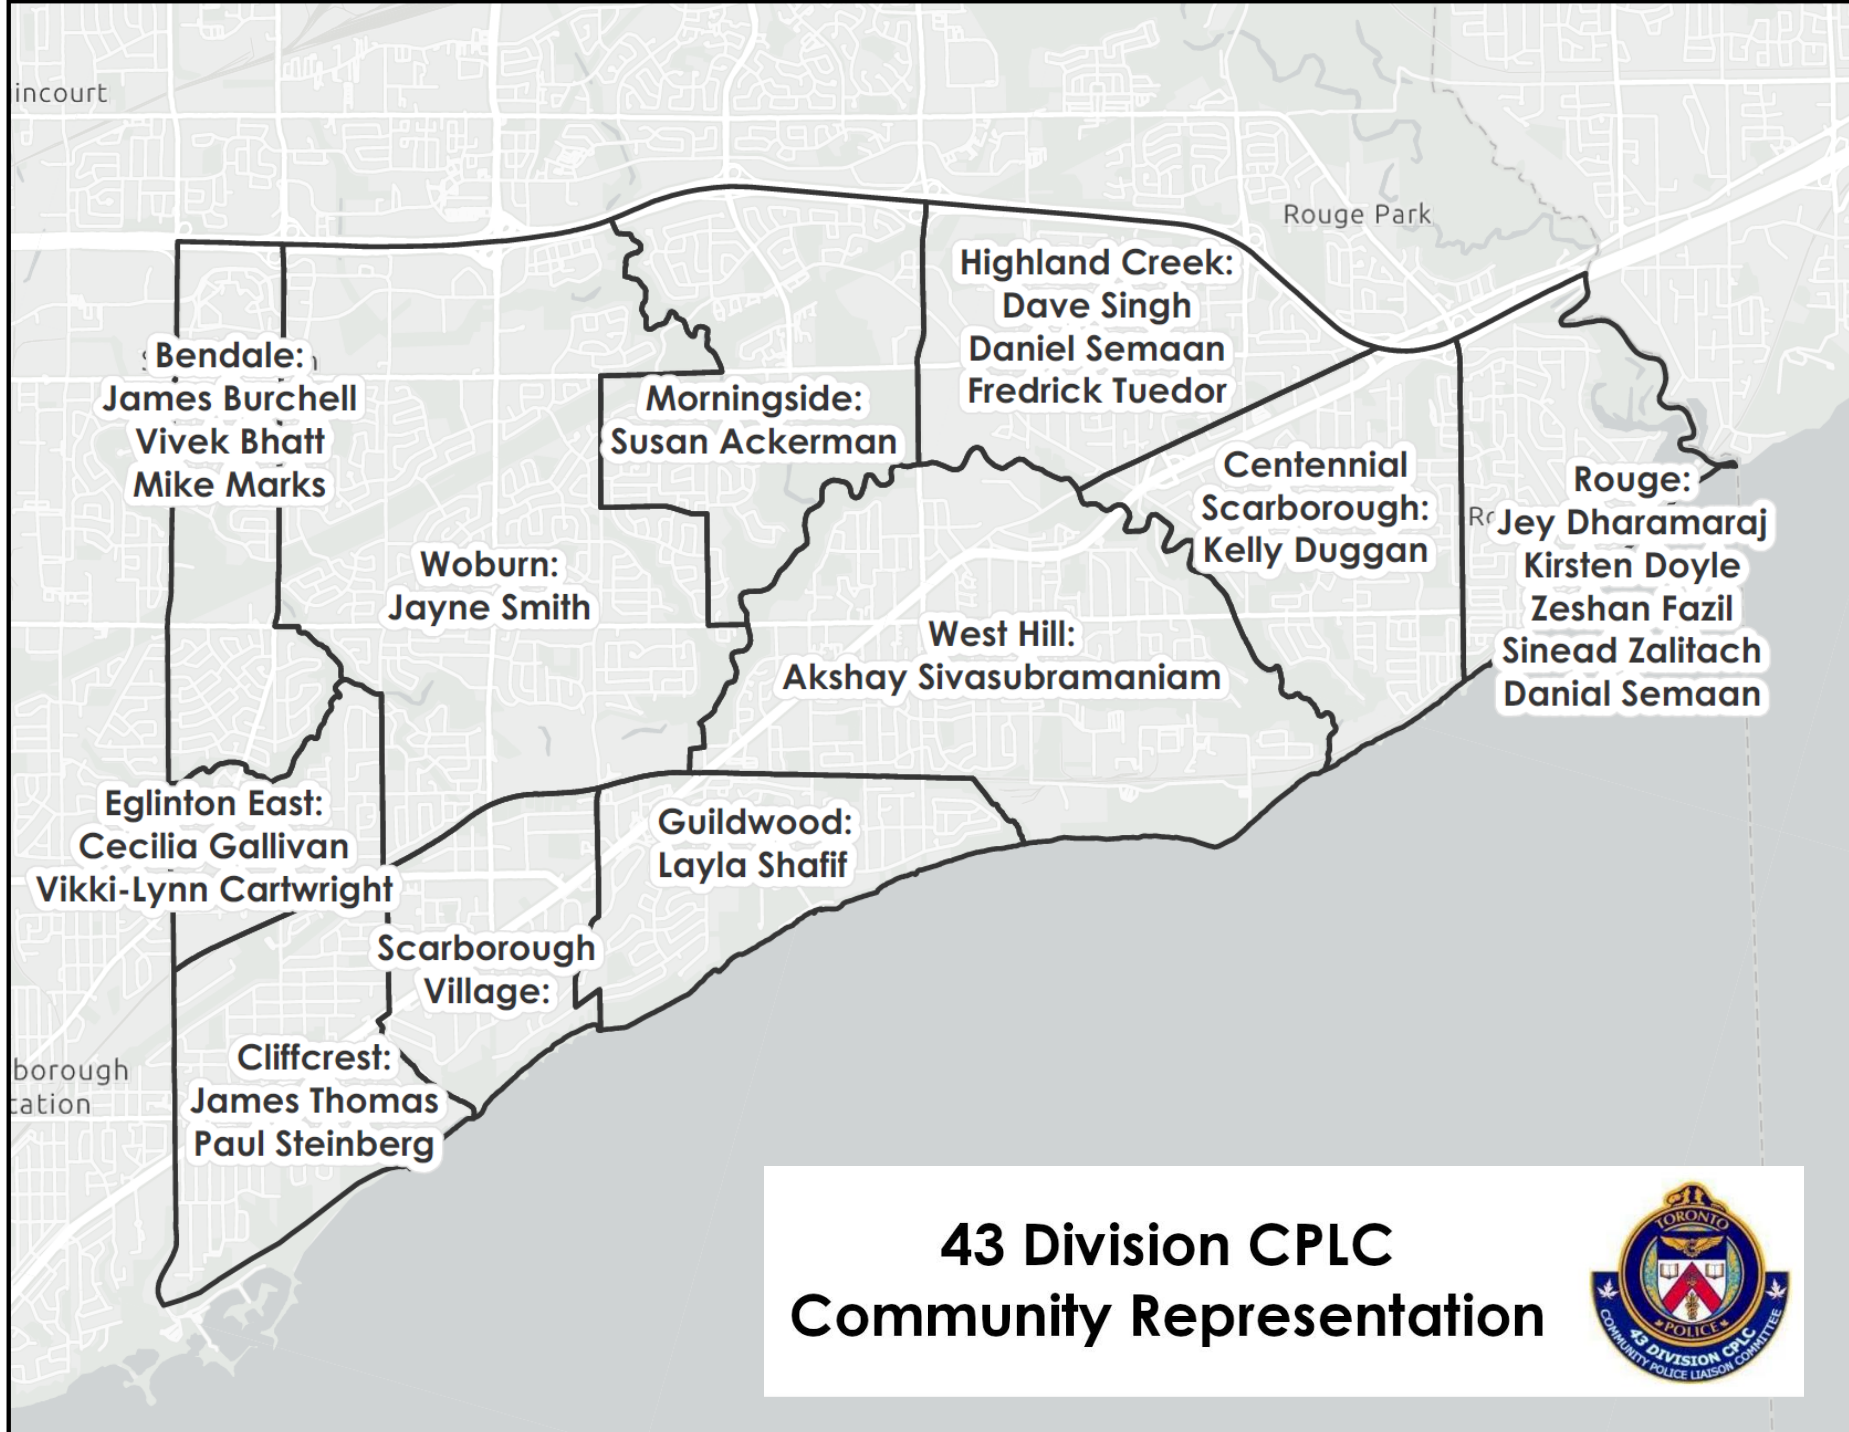 incourt
Rouge Park
Highland Creek:
Dave Singh
Daniel Semaan
Fredrick Tuedor
Bendale:
James Burchell
Vivek Bhatt
Mike Marks
Morningside:
Susan Ackerman
Centennial
Scarborough:
Kelly Duggan
Rouge:
Jey Dharamaraj
Kirsten Doyle
Zeshan Fazil
Sinead Zalitach
Danial Semaan
Woburn:
Jayne Smith
West Hill:
Akshay Sivasubramaniam
Eglinton East:
Cecilia Gallivan
Vikki-Lynn Cartwright
Guildwood:
Layla Shafif
Scarborough
Village:
Cliffcrest:
James Thomas
Paul Steinberg
borough
tation
43 Division CPLC
Community Representation
TORONTO
POLICE
43 DIVISION CPLC
COMMUNITY POLICE LIAISON COMMITTEE